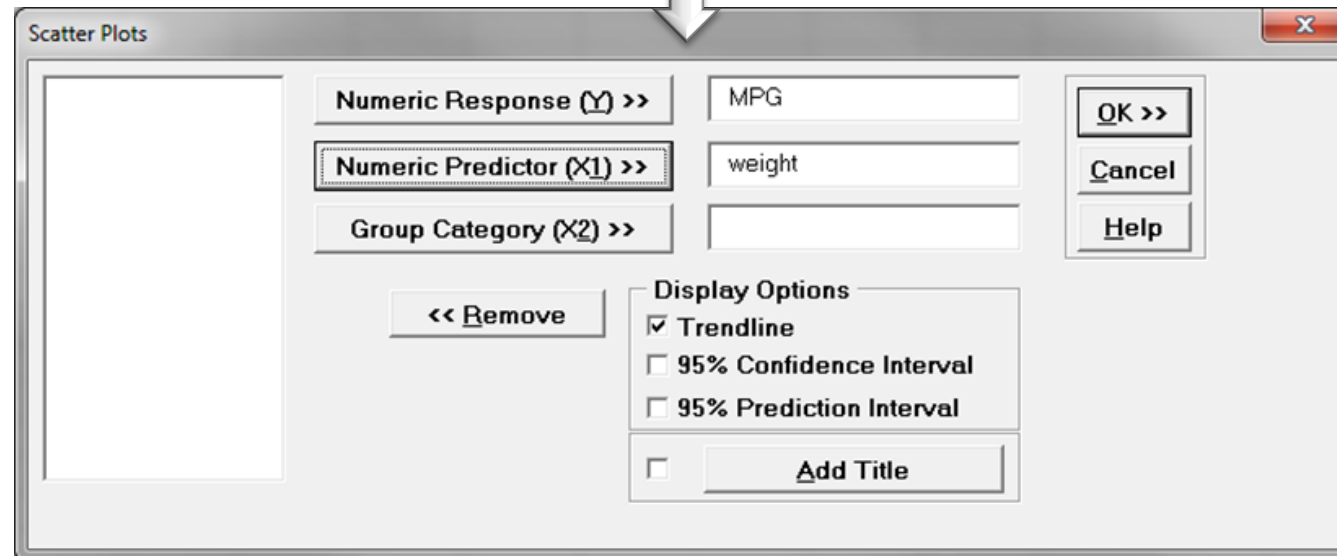 Scatter Plots
Numeric Response (Y) >>
MPG
OK >>
Numeric Predictor (X1) >>
weight
Cancel
Group Category (X2) >>
Help
<< Remove
Display Options
Trendline
95% Confidence Interval
95% Prediction Interval
Add Title